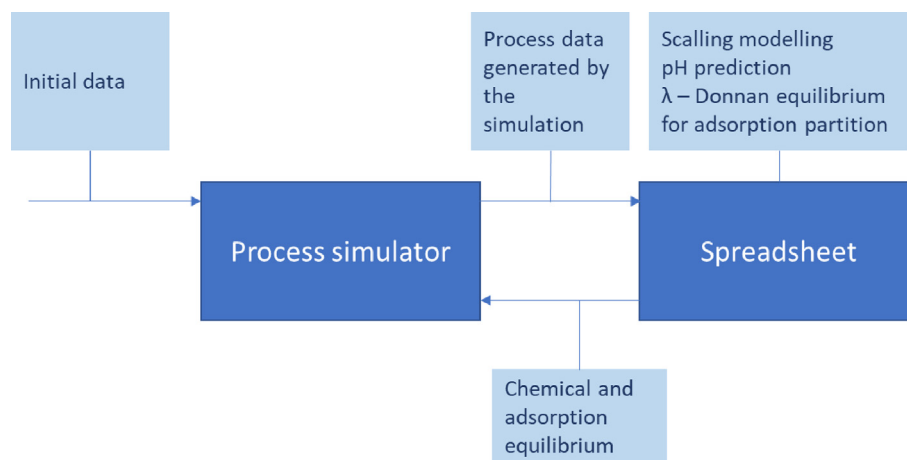 Initial data
Process data
generated by
the
simulation
Scalling modelling
pH prediction
λ – Donnan equilibrium
for adsorption partition
Process simulator
Spreadsheet
Chemical and
adsorption
equilibrium